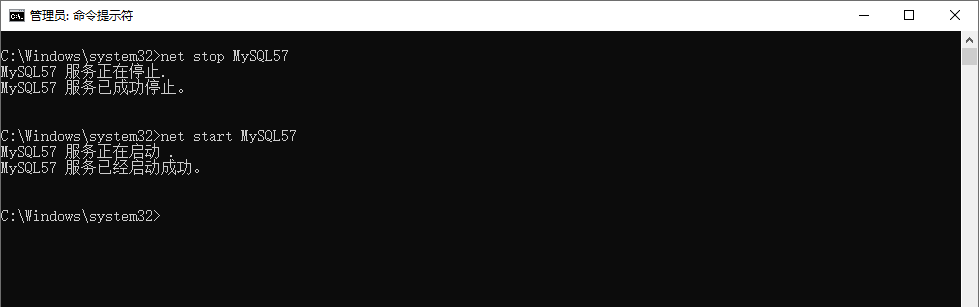 管理员: 命令提示符
C:\Windows\system32>net stop MySQL57
MySQL57 服务正在停止.
MySQL57 服务已成功停止。
C:\Windows\system32>net start MySQL57
MySQL57 服务正在启动 .
MySQL57 服务已经启动成功。
C:\Windows\system32>